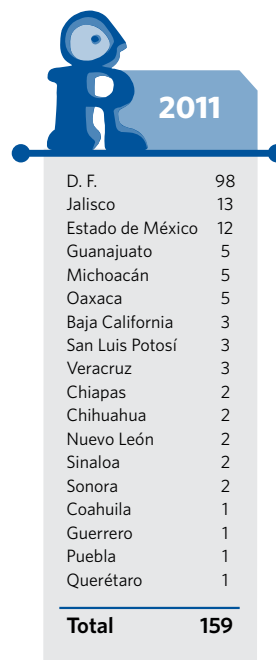 2011
D. F. 98
Jalisco 13
Estado de México 12
Guanajuato 5
Michoacán 5
Oaxaca 5
Baja California 3
San Luis Potosí 3
Veracruz 3
Chiapas 2
Chihuahua 2
Nuevo León 2
Sinaloa 2
Sonora 2
Coahuila 1
Guerrero 1
Puebla 1
Querétaro 1
Total 159